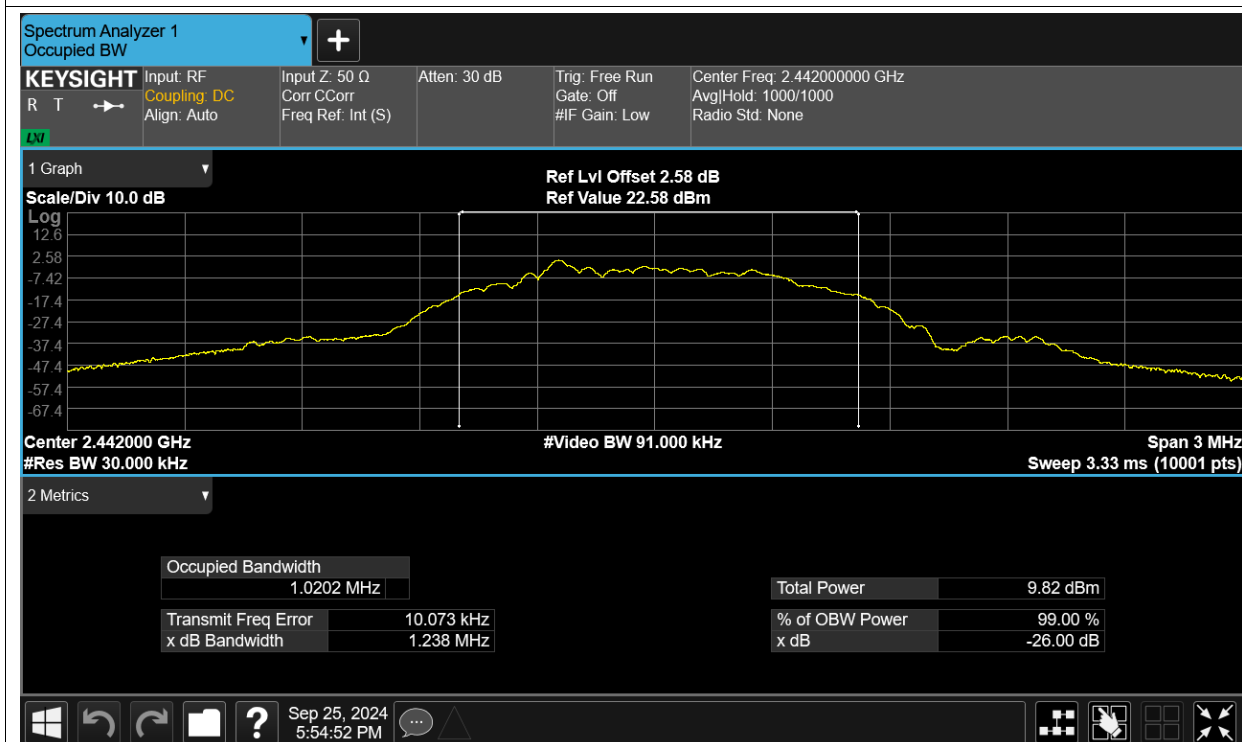 Spectrum Analyzer 1
Occupied BW
+
KEYSIGHT
R T
LXI
Input: RF
Coupling: DC
Align: Auto
Input Z: 50 Ω
Corr CCorr
Freq Ref: Int (S)
Atten: 30 dB
Trig: Free Run
Gate: Off
#IF Gain: Low
Center Freq: 2.442000000 GHz
Avg|Hold: 1000/1000
Radio Std: None
1 Graph
Scale/Div 10.0 dB
Ref Lvl Offset 2.58 dB
Ref Value 22.58 dBm
Log
12.6
2.58
-7.42
-17.4
-27.4
-37.4
-47.4
-57.4
-67.4
Center 2.442000 GHz
#Res BW 30.000 kHz
#Video BW 91.000 kHz
Span 3 MHz
Sweep 3.33 ms (10001 pts)
2 Metrics
Occupied Bandwidth
1.0202 MHz
Transmit Freq Error 10.073 kHz
x dB Bandwidth 1.238 MHz
Total Power 9.82 dBm
% of OBW Power 99.00 %
x dB -26.00 dB
?
Sep 25, 2024
5:54:52 PM